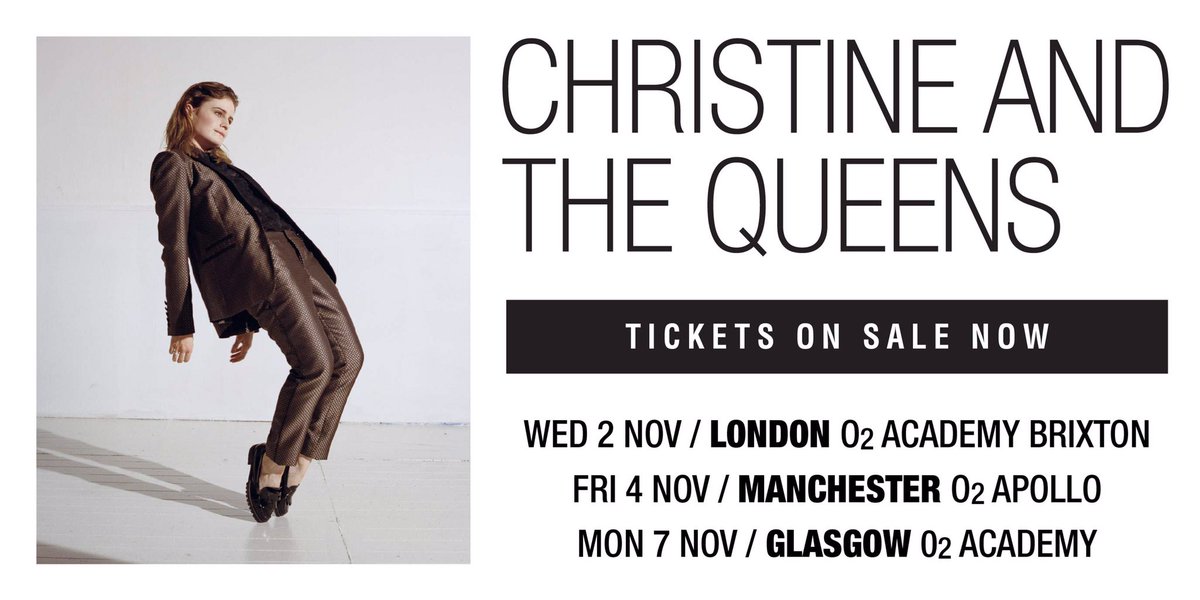 CHRISTINE AND
THE QUEENS
TICKETS ON SALE NOW
WED 2 NOV / LONDON O2 ACADEMY BRIXTON
FRI 4 NOV / MANCHESTER O2 APOLLO
MON 7 NOV / GLASGOW O2 ACADEMY